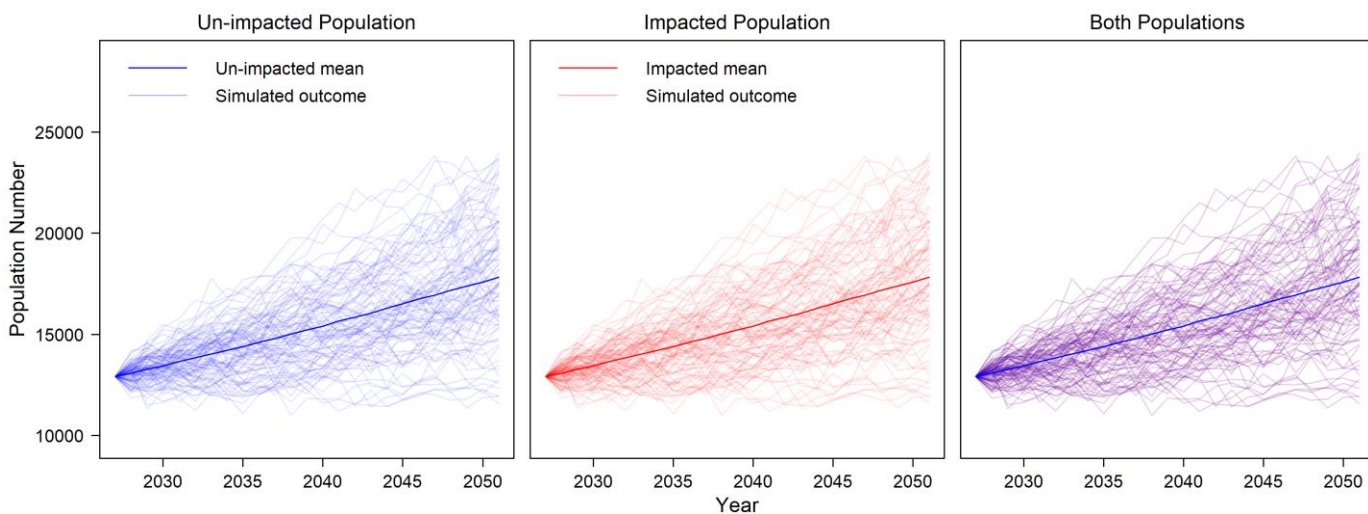 Un-impacted Population
Impacted Population
Both Populations
Un-impacted mean
Simulated outcome
Impacted mean
Simulated outcome
Population Number
25000
20000
15000
10000
2030 2035 2040 2045 2050
2030 2035 2040 2045 2050
2030 2035 2040 2045 2050
Year